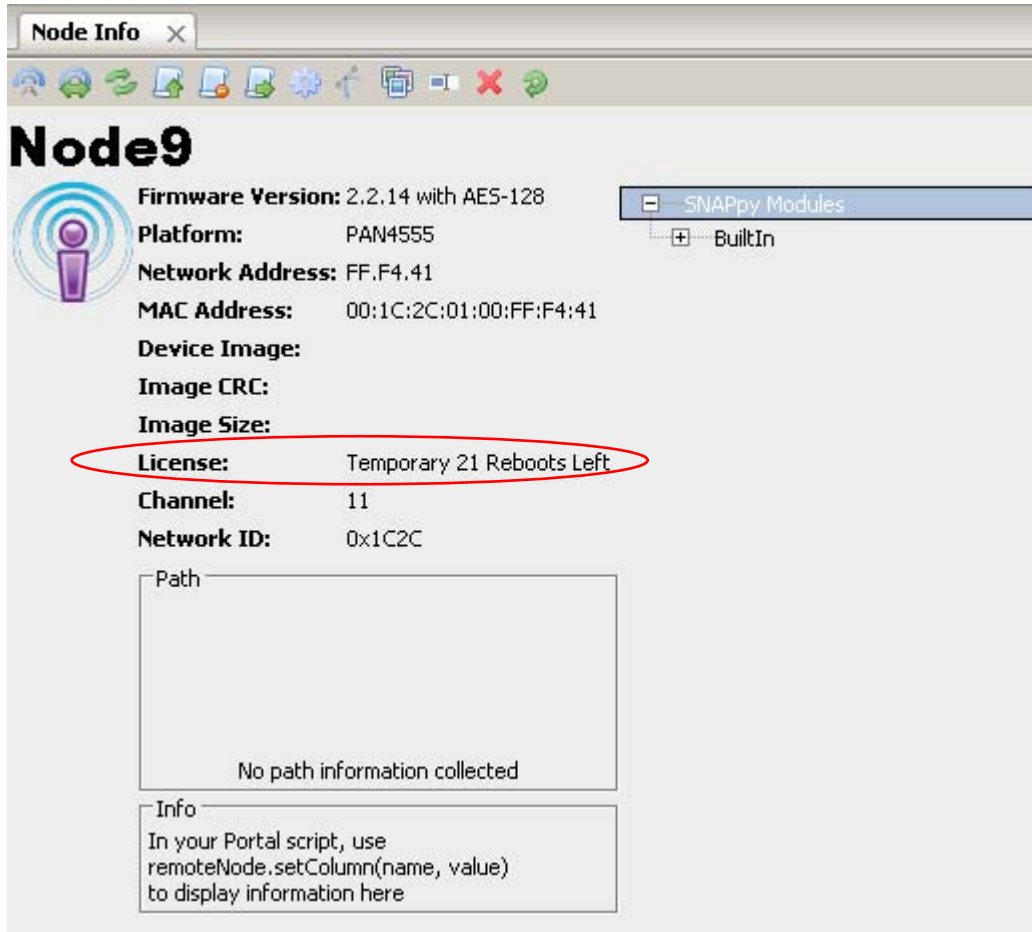 Node Info
Node9
Firmware Version: 2.2.14 with AES-128
Platform: PAN4555
Network Address: FF.F4.41
MAC Address: 00:1C:2C:01:00:FF:F4:41
Device Image:
Image CRC:
Image Size:
License: Temporary 21 Reboots Left
Channel: 11
Network ID: 0x1C2C
SNAPpy Modules
BuiltIn
Path
No path information collected
Info
In your Portal script, use
remoteNode.setColumn(name, value)
to display information here